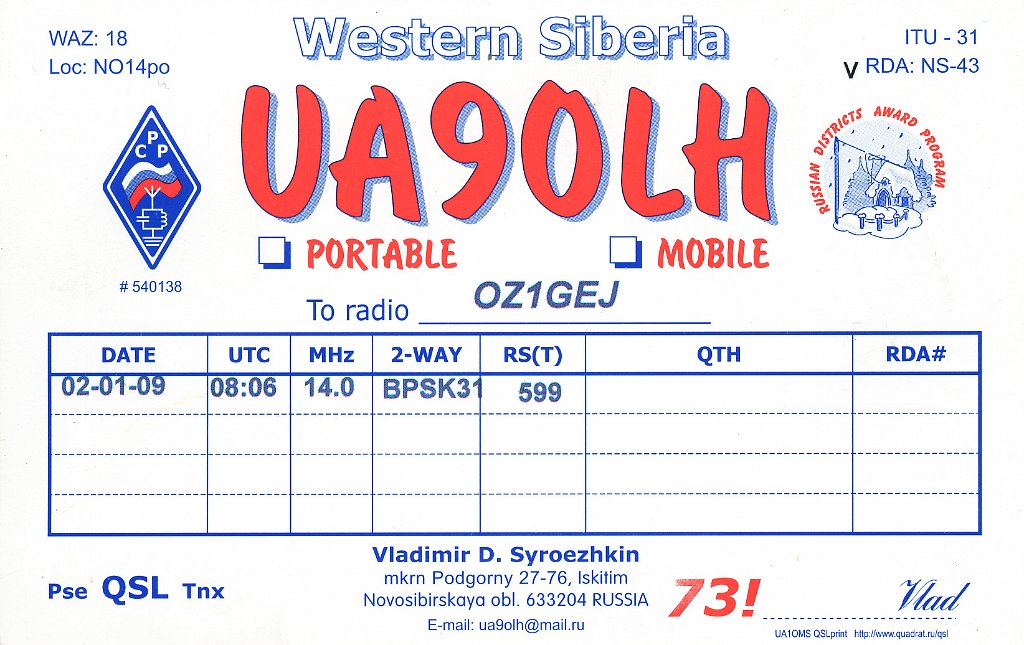 Western Siberia
WAZ: 18
Loc: NO14po
ITU - 31
V RDA: NS-43
UA9OLH
СРР
# 540138
RUSSIAN DISTRICTS AWARD PROGRAM
PORTABLE
MOBILE
To radio OZ1GEJ
DATE UTC MHz 2-WAY RS(T) QTH RDA#
02-01-09 08:06 14.0 BPSK31 599
Vladimir D. Syroezhkin
mkrn Podgorny 27-76, Iskitim
Novosibirskaya obl. 633204 RUSSIA
E-mail: ua9olh@mail.ru
Pse QSL Tnx
73! Vlad
UA1OMS QSLprint http://www.quadrat.ru/qsl